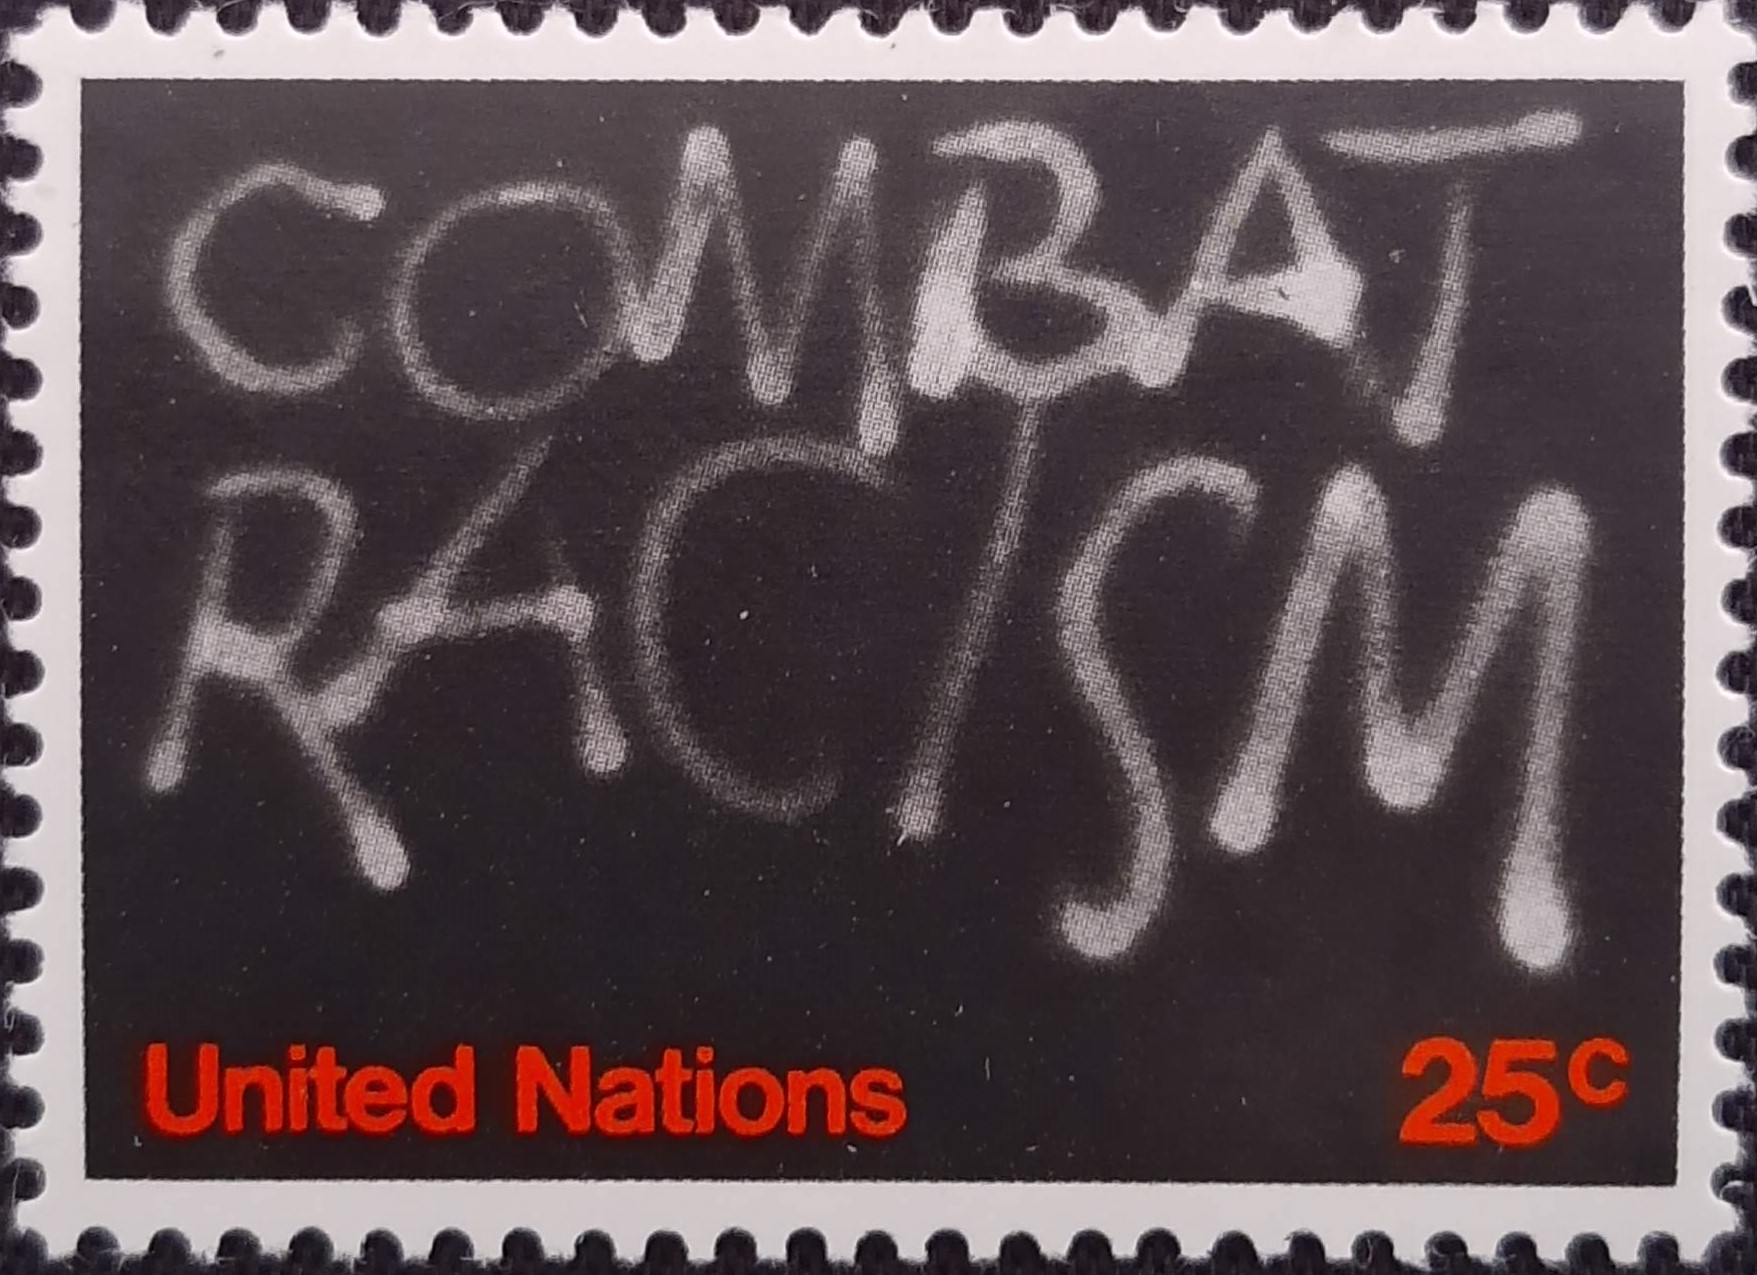 COMBAT
RACISM
United Nations 25c